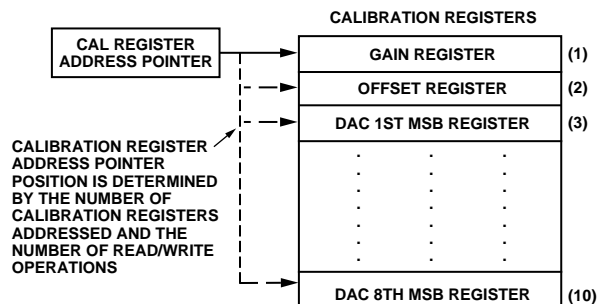 CALIBRATION REGISTERS
CAL REGISTER
ADDRESS POINTER
GAIN REGISTER (1)
OFFSET REGISTER (2)
DAC 1ST MSB REGISTER (3)
CALIBRATION REGISTER
ADDRESS POINTER
POSITION IS DETERMINED
BY THE NUMBER OF
CALIBRATION REGISTERS
ADDRESSED AND THE
NUMBER OF READ/WRITE
OPERATIONS
DAC 8TH MSB REGISTER (10)